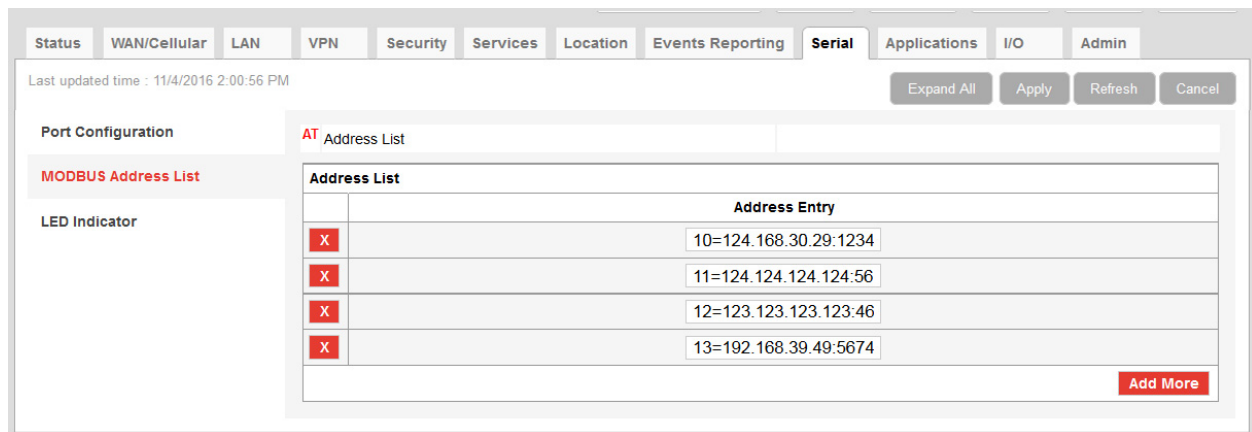 Status WAN/Cellular LAN VPN Security Services Location Events Reporting Serial Applications I/O Admin
Last updated time : 11/4/2016 2:00:56 PM
Expand All Apply Refresh Cancel
Port Configuration
MODBUS Address List
LED Indicator
AT Address List
Address List
Address Entry
X 10=124.168.30.29:1234
X 11=124.124.124.124:56
X 12=123.123.123.123:46
X 13=192.168.39.49:5674
Add More